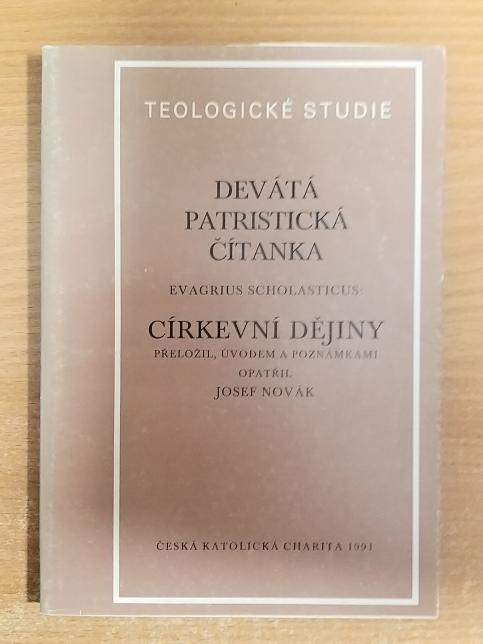 TEOLOGICKÉ STUDIE
DEVÁTÁ
PATRISTICKÁ
ČÍTANKA
EVAGRIUS SCHOLASTICUS:
CÍRKEVNÍ DĚJINY
PŘELOŽIL, ÚVODEM A POZNÁMKAMI
OPATŘIL
JOSEF NOVÁK
ČESKÁ KATOLICKÁ CHARITA 1991